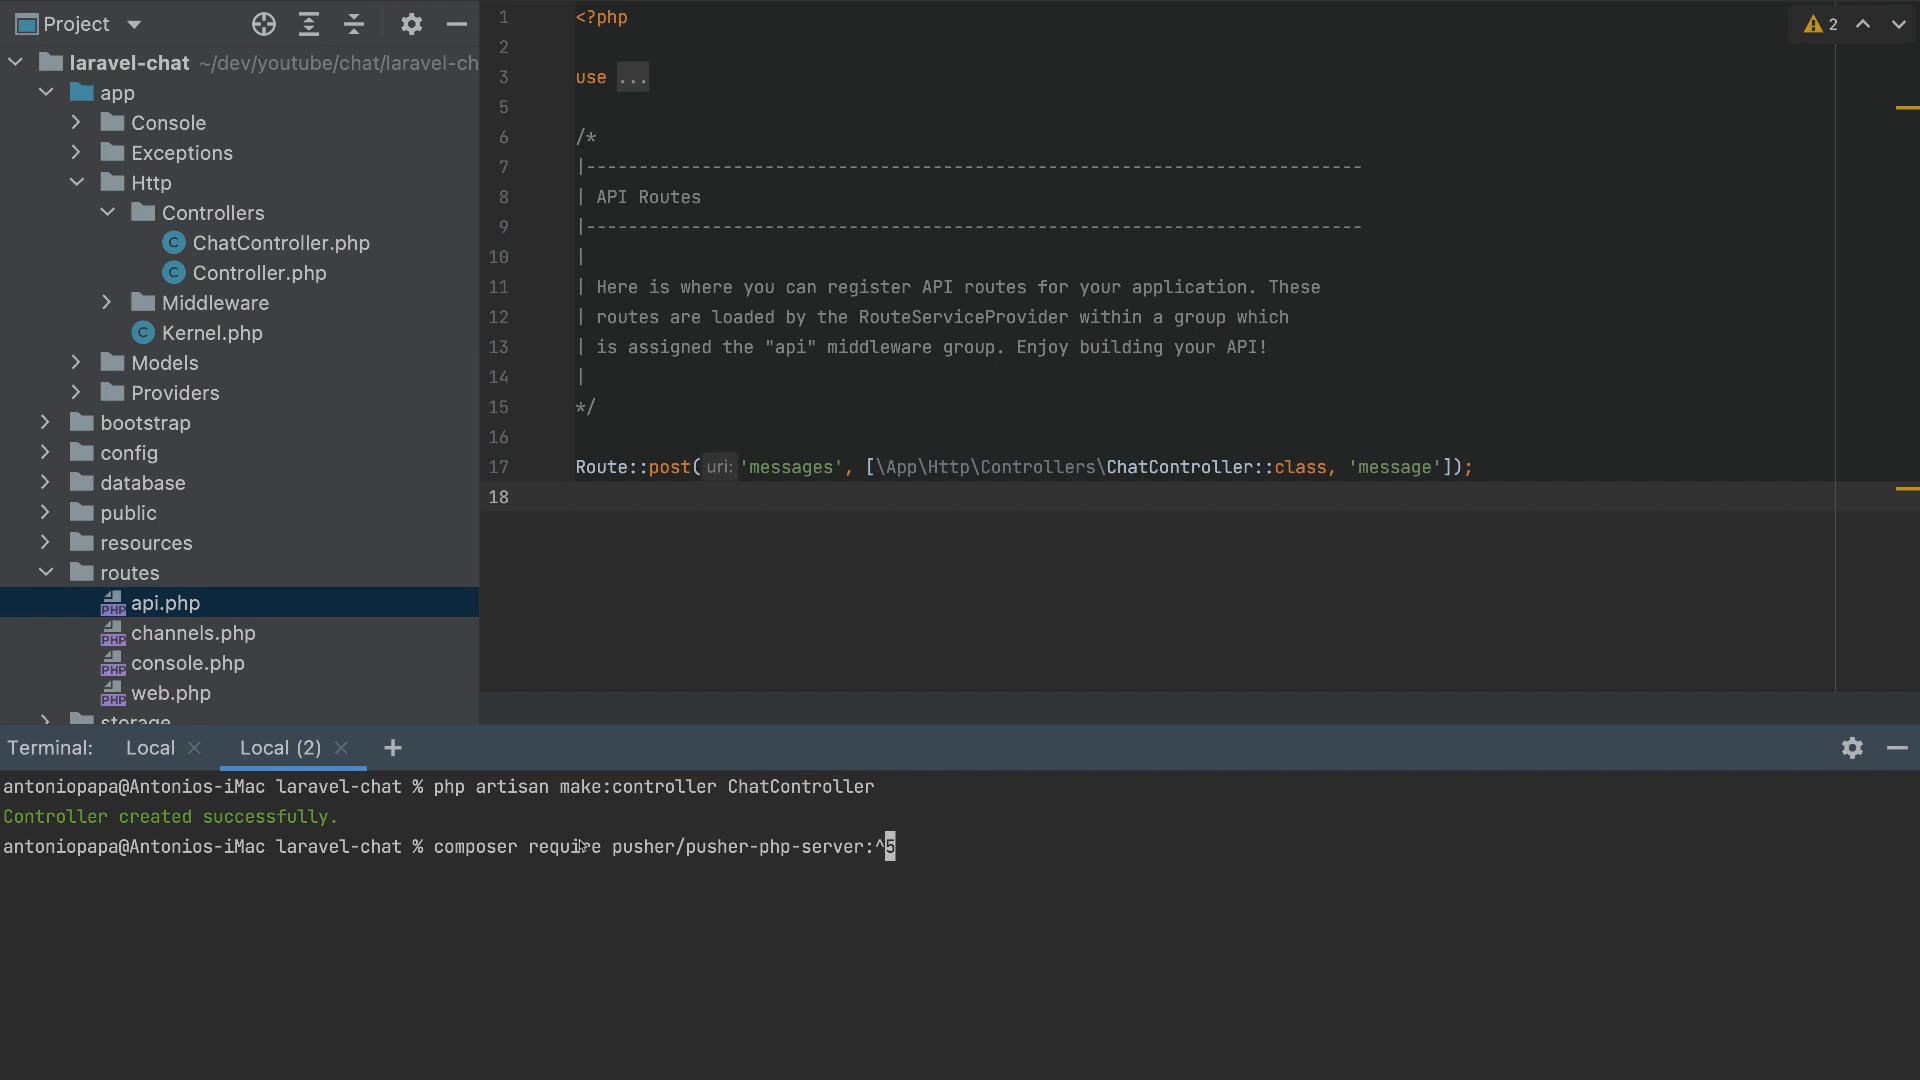 Project
laravel-chat ~/dev/youtube/chat/laravel-ch
app
Console
Exceptions
Http
Controllers
ChatController.php
Controller.php
Middleware
Kernel.php
Models
Providers
bootstrap
config
database
public
resources
routes
api.php
channels.php
console.php
web.php
storage
2
1 <?php
2
3 use ...
5
6 /*
7 |--------------------------------------------------------------------------
8 | API Routes
9 |--------------------------------------------------------------------------
10 |
11 | Here is where you can register API routes for your application. These
12 | routes are loaded by the RouteServiceProvider within a group which
13 | is assigned the "api" middleware group. Enjoy building your API!
14 |
15 */
16
17 Route::post( uri: 'messages', [\App\Http\Controllers\ChatController::class, 'message']);
18
Terminal: Local Local (2)
antoniopapa@Antonios-iMac laravel-chat % php artisan make:controller ChatController
Controller created successfully.
antoniopapa@Antonios-iMac laravel-chat % composer require pusher/pusher-php-server:^5